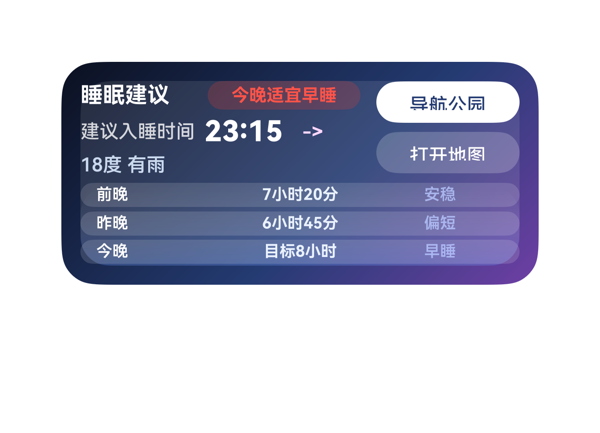 睡眠建议 今晚适宜早睡
导航公园
建议入睡时间 23:15 ->
打开地图
18度 有雨
前晚 7小时20分 安稳
昨晚 6小时45分 偏短
今晚 目标8小时 早睡